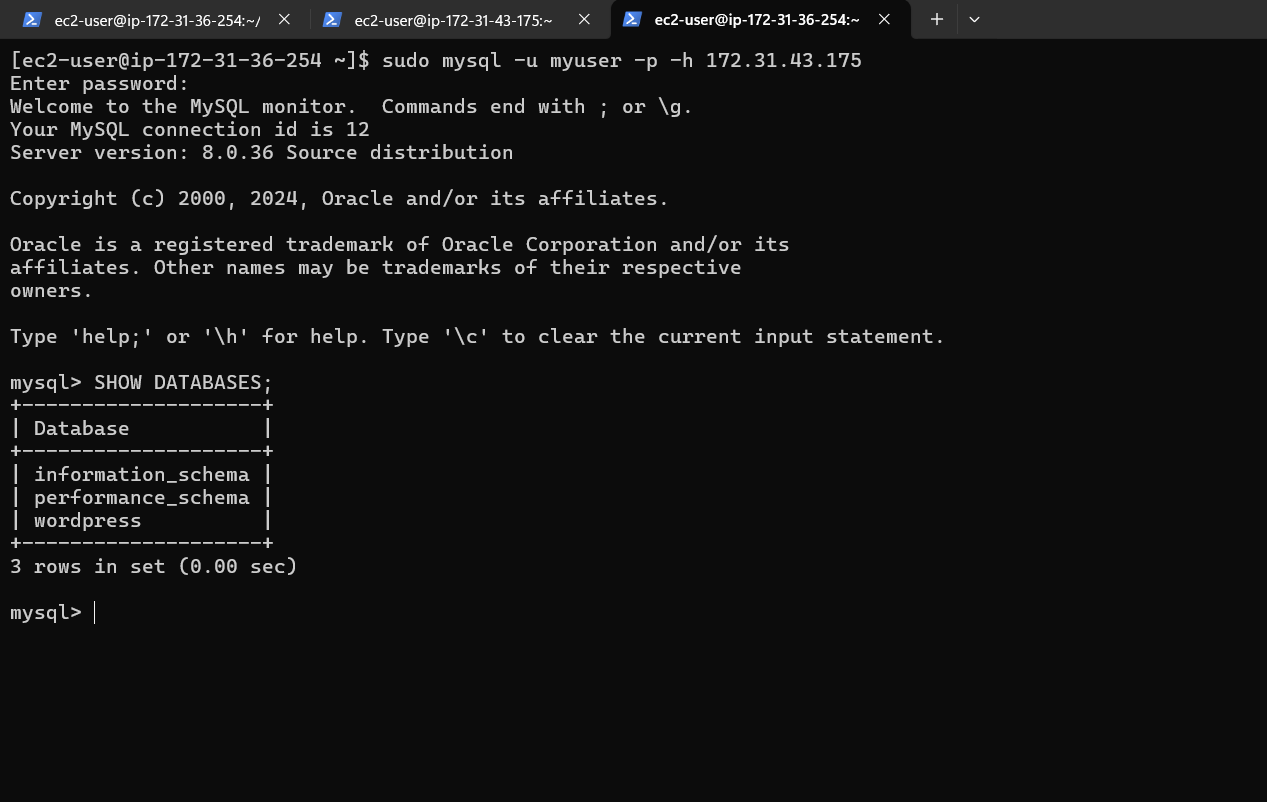 ec2-user@ip-172-31-36-254:~/ ec2-user@ip-172-31-43-175:~ ec2-user@ip-172-31-36-254:~
[ec2-user@ip-172-31-36-254 ~]$ sudo mysql -u myuser -p -h 172.31.43.175
Enter password:
Welcome to the MySQL monitor.  Commands end with ; or \g.
Your MySQL connection id is 12
Server version: 8.0.36 Source distribution

Copyright (c) 2000, 2024, Oracle and/or its affiliates.

Oracle is a registered trademark of Oracle Corporation and/or its
affiliates. Other names may be trademarks of their respective
owners.

Type 'help;' or '\h' for help. Type '\c' to clear the current input statement.

mysql> SHOW DATABASES;
+--------------------+
| Database           |
+--------------------+
| information_schema |
| performance_schema |
| wordpress          |
+--------------------+
3 rows in set (0.00 sec)

mysql>